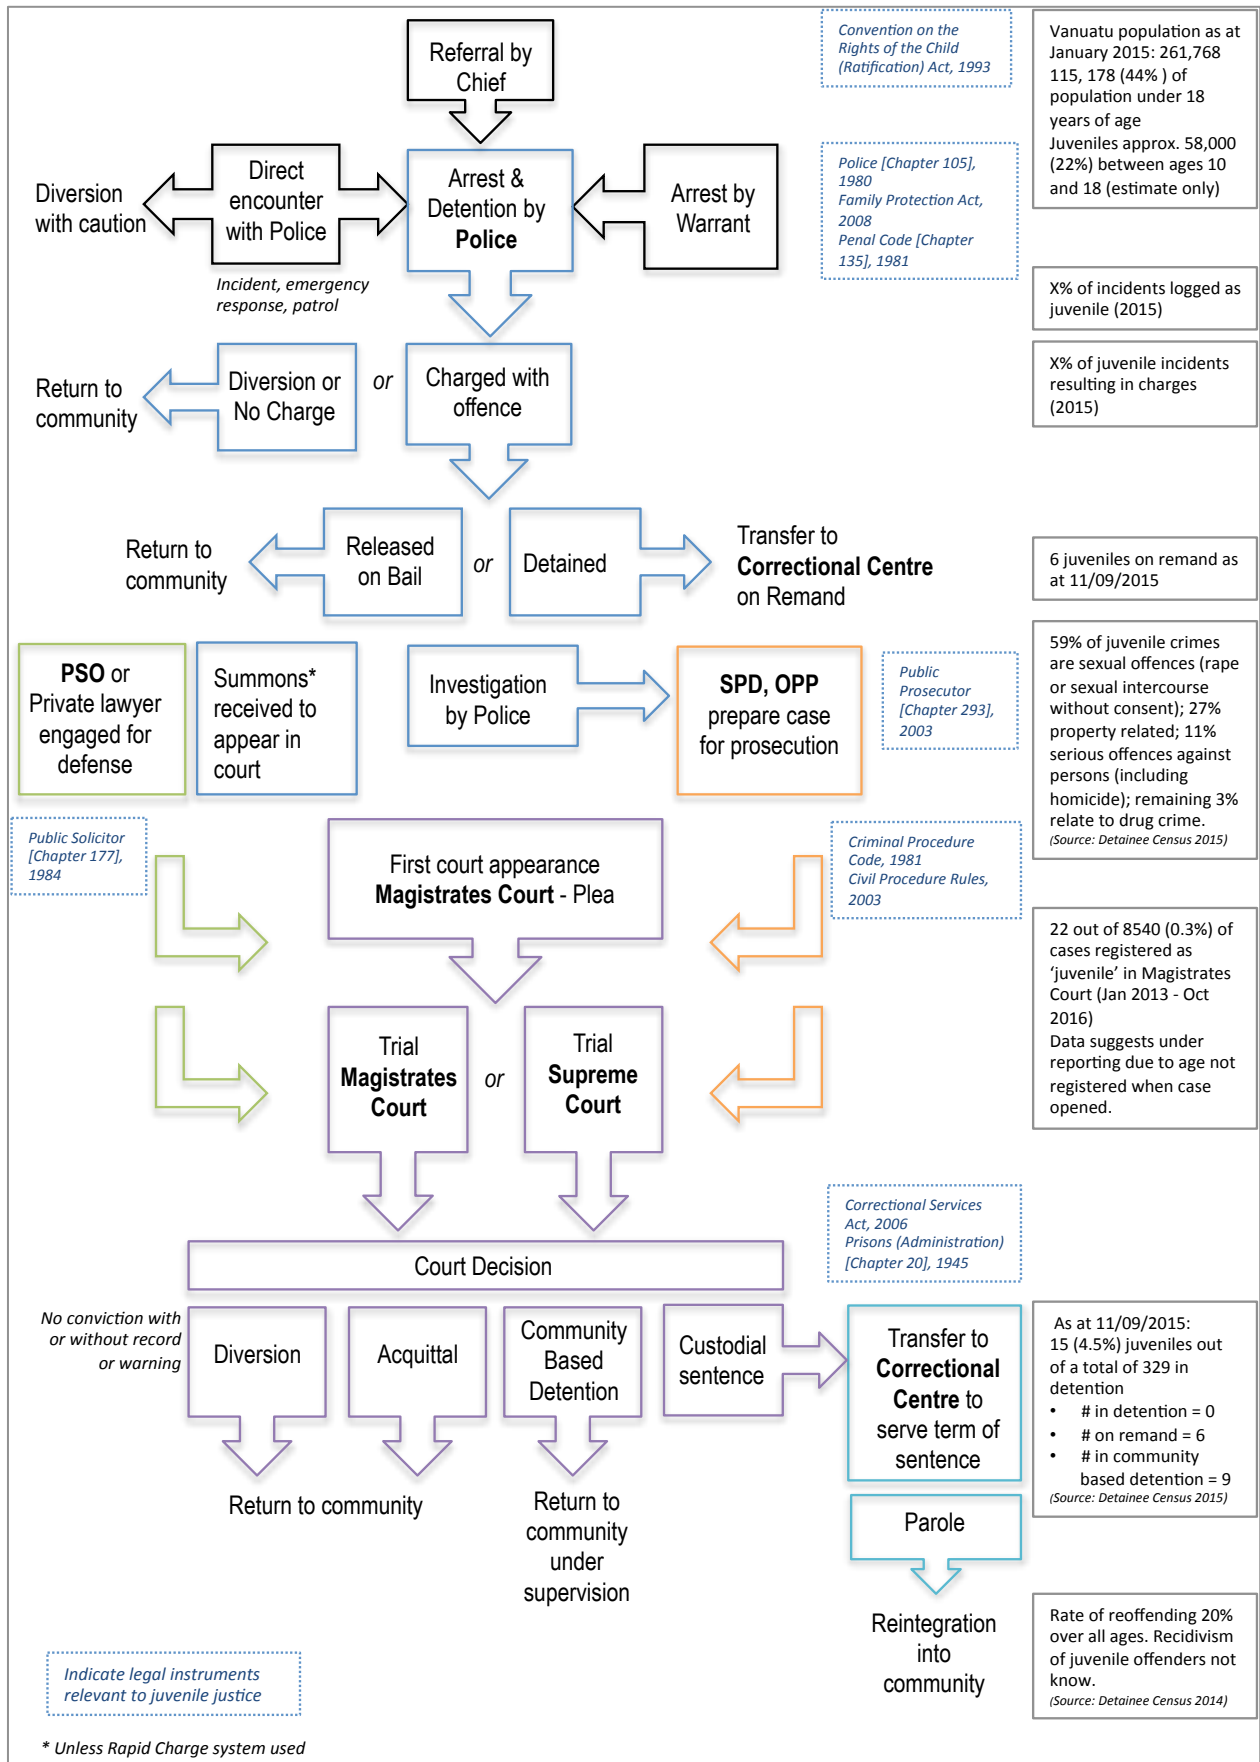 Referral by
Chief
Convention on the
Rights of the Child
(Ratification) Act, 1993
Vanuatu population as at
January 2015: 261,768
115, 178 (44% ) of
population under 18
years of age
Juveniles approx. 58,000
(22%) between ages 10
and 18 (estimate only)
Diversion
with caution
Direct
encounter
with Police
Arrest &
Detention by
Police
Arrest by
Warrant
Police [Chapter 105],
1980
Family Protection Act,
2008
Penal Code [Chapter
135], 1981
Incident, emergency
response, patrol
X% of incidents logged as
juvenile (2015)
Return to
community
Diversion or
No Charge
or
Charged with
offence
X% of juvenile incidents
resulting in charges
(2015)
Return to
community
Released
on Bail
or
Detained
Transfer to
Correctional Centre
on Remand
6 juveniles on remand as
at 11/09/2015
PSO or
Private lawyer
engaged for
defense
Summons*
received to
appear in
court
Investigation
by Police
SPD, OPP
prepare case
for prosecution
Public
Prosecutor
[Chapter 293],
2003
59% of juvenile crimes
are sexual offences (rape
or sexual intercourse
without consent); 27%
property related; 11%
serious offences against
persons (including
homicide); remaining 3%
relate to drug crime.
(Source: Detainee Census 2015)
Public Solicitor
[Chapter 177],
1984
First court appearance
Magistrates Court - Plea
Criminal Procedure
Code, 1981
Civil Procedure Rules,
2003
22 out of 8540 (0.3%) of
cases registered as
‘juvenile’ in Magistrates
Court (Jan 2013 - Oct
2016)
Data suggests under
reporting due to age not
registered when case
opened.
Trial
Magistrates
Court
or
Trial
Supreme
Court
Correctional Services
Act, 2006
Prisons (Administration)
[Chapter 20], 1945
Court Decision
No conviction with
or without record
or warning
Diversion
Acquittal
Community
Based
Detention
Custodial
sentence
Transfer to
Correctional
Centre to
serve term of
sentence
As at 11/09/2015:
15 (4.5%) juveniles out
of a total of 329 in
detention
• # in detention = 0
• # on remand = 6
• # in community
based detention = 9
(Source: Detainee Census 2015)
Return to community
Return to
community
under
supervision
Parole
Reintegration
into
community
Rate of reoffending 20%
over all ages. Recidivism
of juvenile offenders not
know.
(Source: Detainee Census 2014)
Indicate legal instruments
relevant to juvenile justice
* Unless Rapid Charge system used